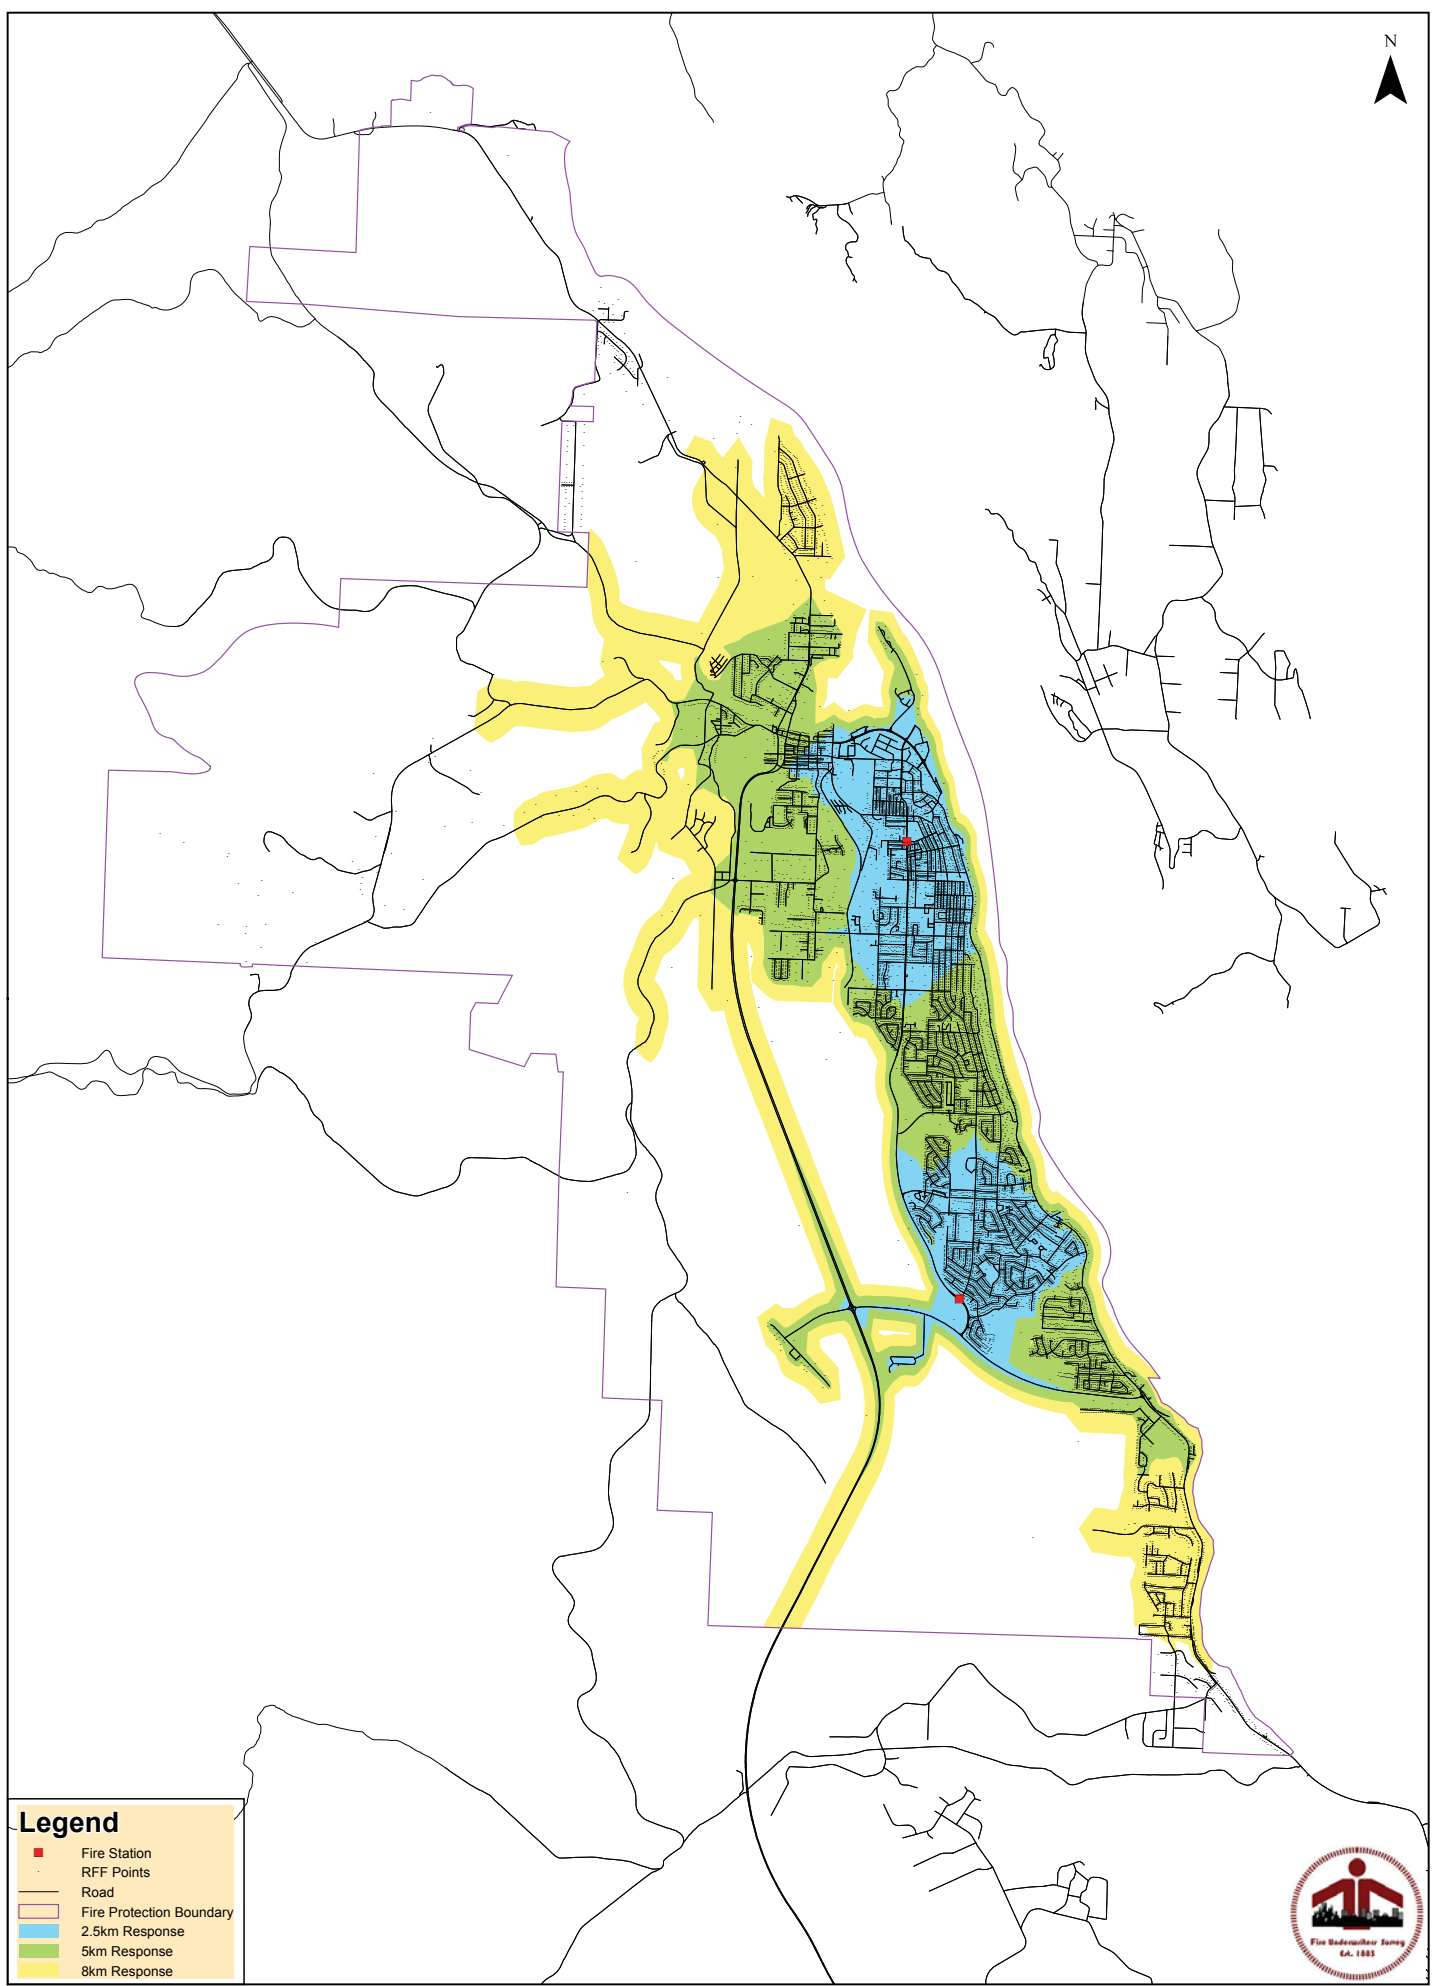 N
Legend
Fire Station
RFF Points
Road
Fire Protection Boundary
2.5km Response
5km Response
8km Response
Fire Underwriters Survey
Est. 1883